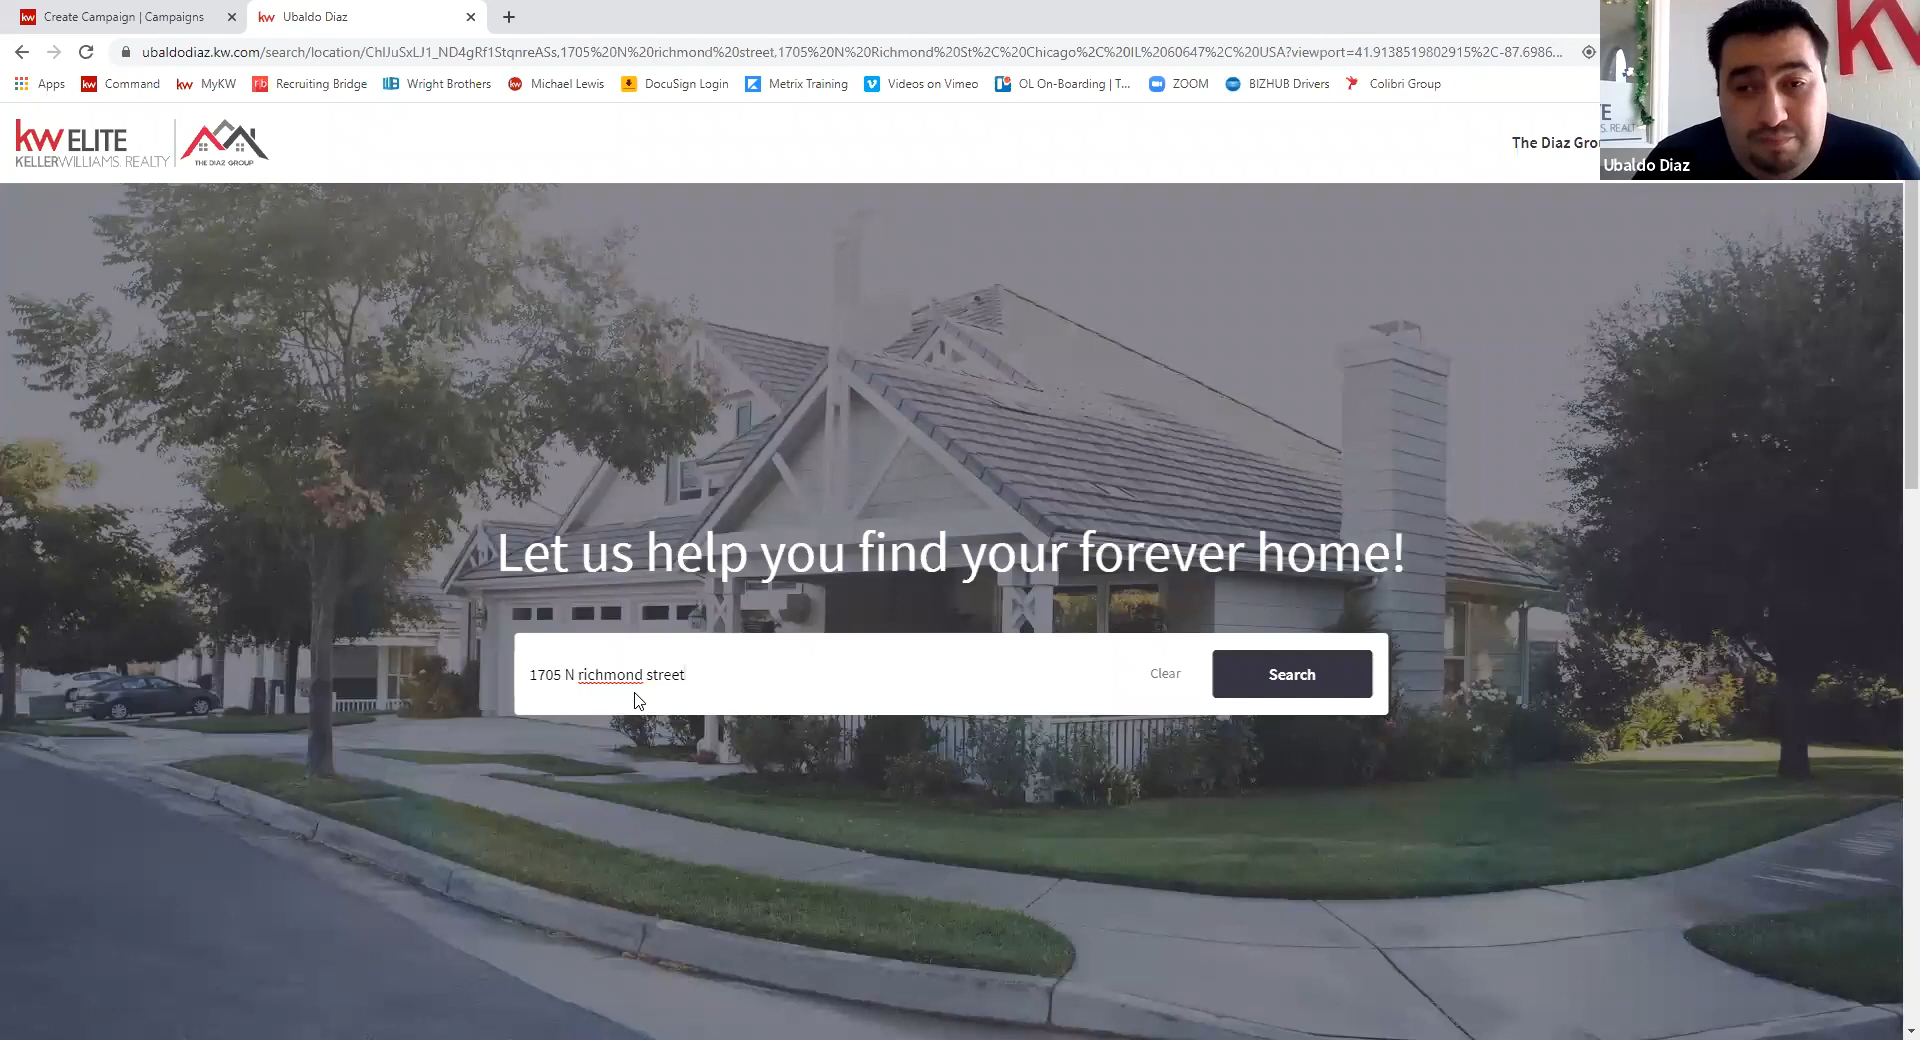 Create Campaign | Campaigns
kw Ubaldo Diaz
ubaldodiaz.kw.com/search/location/ChIJuSxLJ1_ND4gRf1StqnreASs,1705%20N%20richmond%20street,1705%20N%20Richmond%20St%2C%20Chicago%2C%20IL%2060647%2C%20USA?viewport=41.9138519802915%2C-87.6986...
Apps
Command
kw MyKW
Recruiting Bridge
Wright Brothers
Michael Lewis
DocuSign Login
Metrix Training
Videos on Vimeo
OL On-Boarding | T...
ZOOM
BIZHUB Drivers
Colibri Group
kw ELITE
KELLERWILLIAMS. REALTY
THE DIAZ GROUP
The Diaz Gro
Ubaldo Diaz
Let us help you find your forever home!
1705 N richmond street
Clear
Search